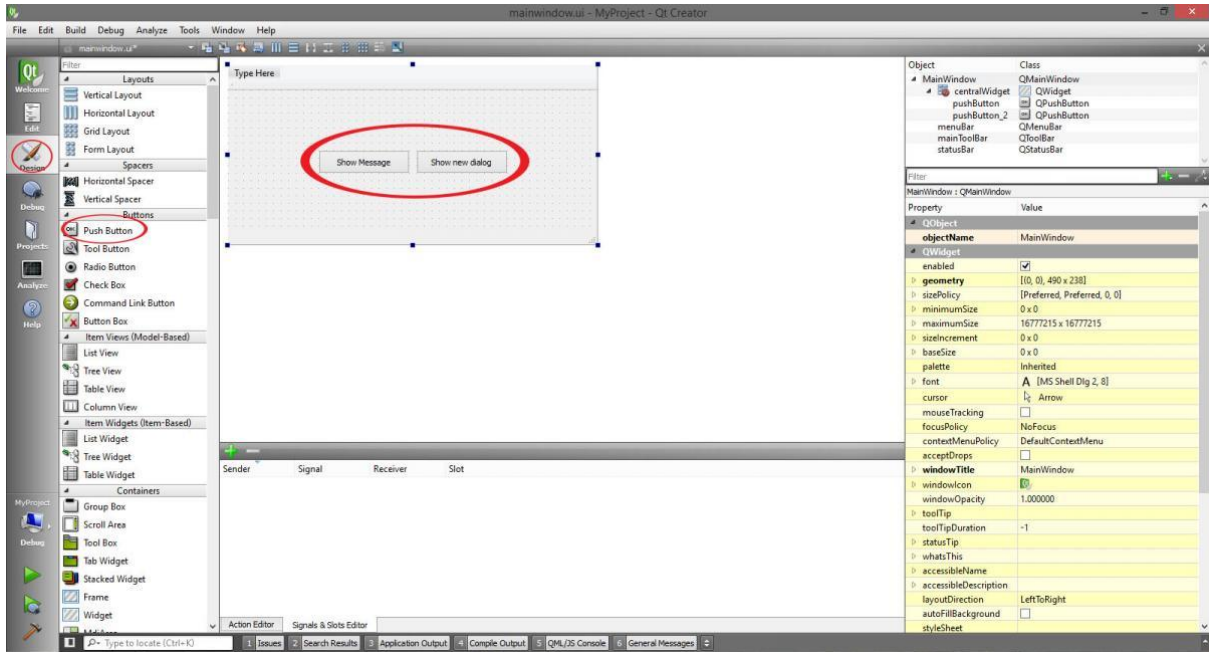 mainwindow.ui - MyProject - Qt Creator
File Edit Build Debug Analyze Tools Window Help
mainwindow.ui*
Welcome
Edit
Design
Debug
Projects
Analyze
Help
MyProject
Debug
Filter
Layouts
Vertical Layout
Horizontal Layout
Grid Layout
Form Layout
Spacers
Horizontal Spacer
Vertical Spacer
Buttons
Push Button
Tool Button
Radio Button
Check Box
Command Link Button
Button Box
Item Views (Model-Based)
List View
Tree View
Table View
Column View
Item Widgets (Item-Based)
List Widget
Tree Widget
Table Widget
Containers
Group Box
Scroll Area
Tool Box
Tab Widget
Stacked Widget
Frame
Widget
Type Here
Show Message Show new dialog
Sender Signal Receiver Slot
Action Editor Signals & Slots Editor
Object Class
MainWindow QMainWindow
centralWidget QWidget
pushButton QPushButton
pushButton_2 QPushButton
menuBar QMenuBar
mainToolBar QToolBar
statusBar QStatusBar
Filter
MainWindow : QMainWindow
Property Value
QObject
objectName MainWindow
QWidget
enabled
geometry [(0, 0), 490 x 238]
sizePolicy [Preferred, Preferred, 0, 0]
minimumSize 0 x 0
maximumSize 16777215 x 16777215
sizeIncrement 0 x 0
baseSize 0 x 0
palette Inherited
font A [MS Shell Dlg 2, 8]
cursor Arrow
mouseTracking
focusPolicy NoFocus
contextMenuPolicy DefaultContextMenu
acceptDrops
windowTitle MainWindow
windowIcon
windowOpacity 1.000000
toolTip
toolTipDuration -1
statusTip
whatsThis
accessibleName
accessibleDescription
layoutDirection LeftToRight
autoFillBackground
styleSheet
Type to locate (Ctrl+K) 1 Issues 2 Search Results 3 Application Output 4 Compile Output 5 QML/JS Console 6 General Messages